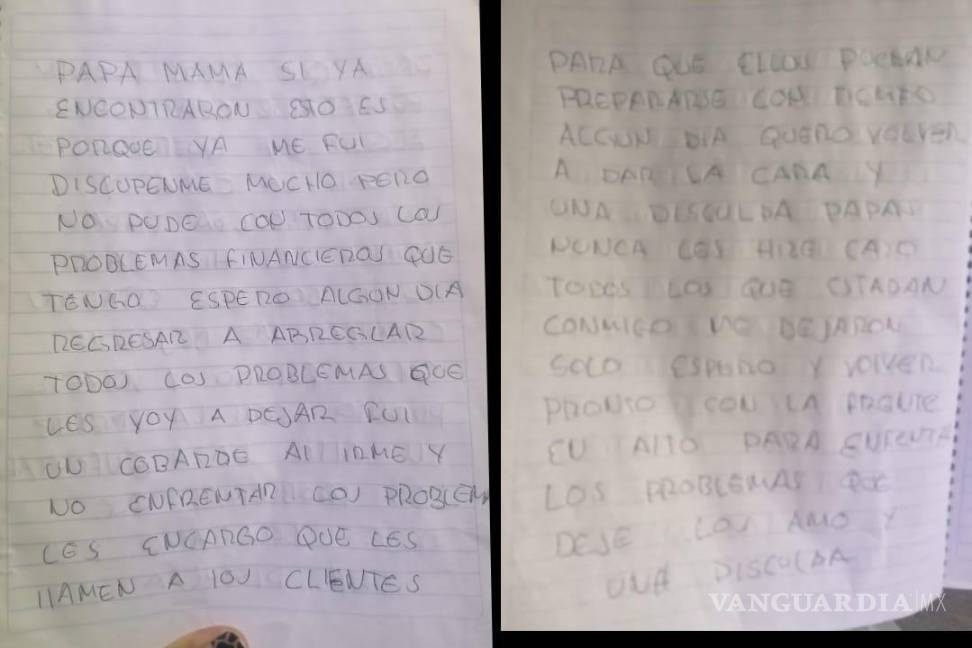 PAPA MAMA SI YA
ENCONTRARON ESTO ES
PORQUE YA ME FUI
DISCUPENME MUCHO PERO
NO PUDE CON TODOS LOS
PROBLEMAS FINANCIEROS QUE
TENGO ESPERO ALGUN DIA
REGRESAR A ARREGLAR
TODOS LOS PROBLEMAS QUE
LES VOY A DEJAR FUI
UN COBARDE AL IRME Y
NO ENFRENTAR LOS PROBLEM
LES ENCARGO QUE LES
LLAMEN A LOS CLIENTES
PARA QUE ELLOS PUEDAN
PREPARARSE CON TIEMPO
ALGUN DIA QUERO VOLVER
A DAR LA CARA Y
UNA DISCULPA PAPAS
NUNCA LES HIZE CASO
TODOS LOS QUE ESTABAN
CONMIGO ME DEJARON
SOLO ESPERO Y VOLVER
PRONTO CON LA FRENTE
EN ALTO PARA ENFRENTA
LOS PROBLEMAS QUE
DEJE LOS AMO Y
UNA DISCULPA
VANGUARDIA MX